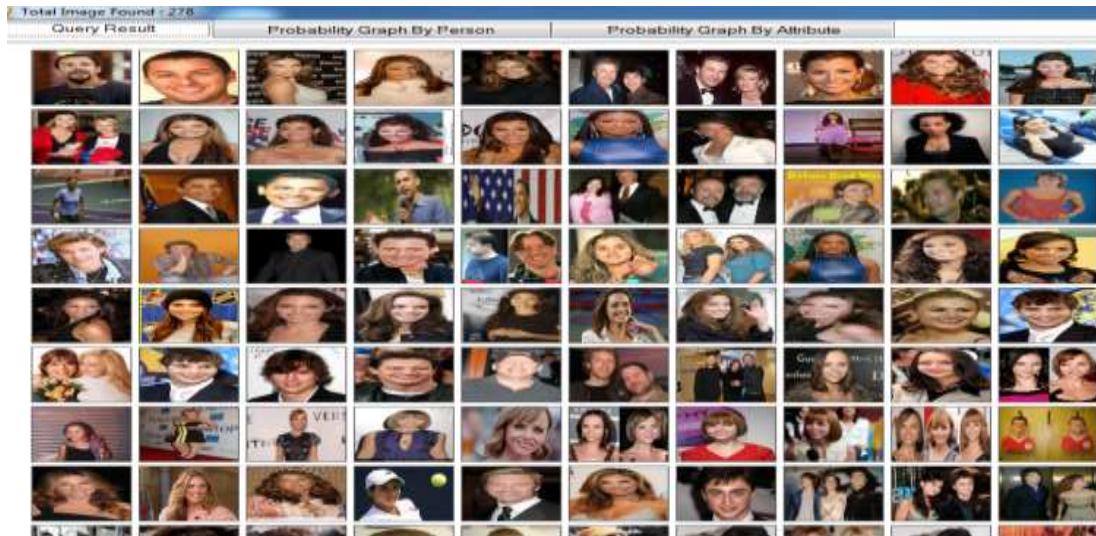 Total Image Found : 278
Query Result
Probability Graph By Person
Probability Graph By Attribute